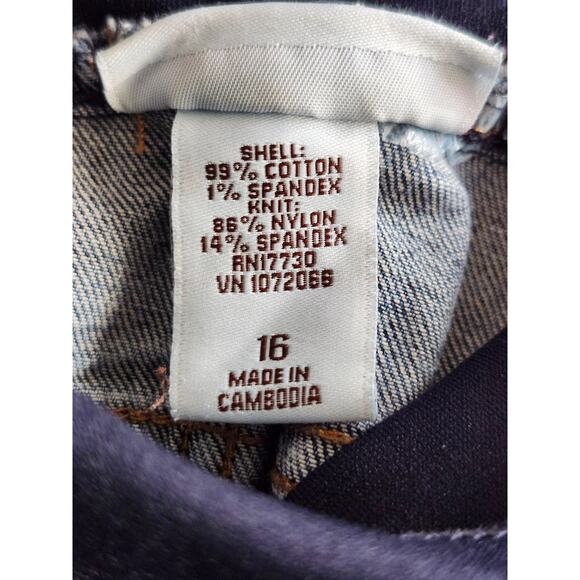 SHELL:
99% COTTON
1% SPANDEX
KNIT:
86% NYLON
14% SPANDEX
RN17730
VN 1072066
16
MADE IN
CAMBODIA